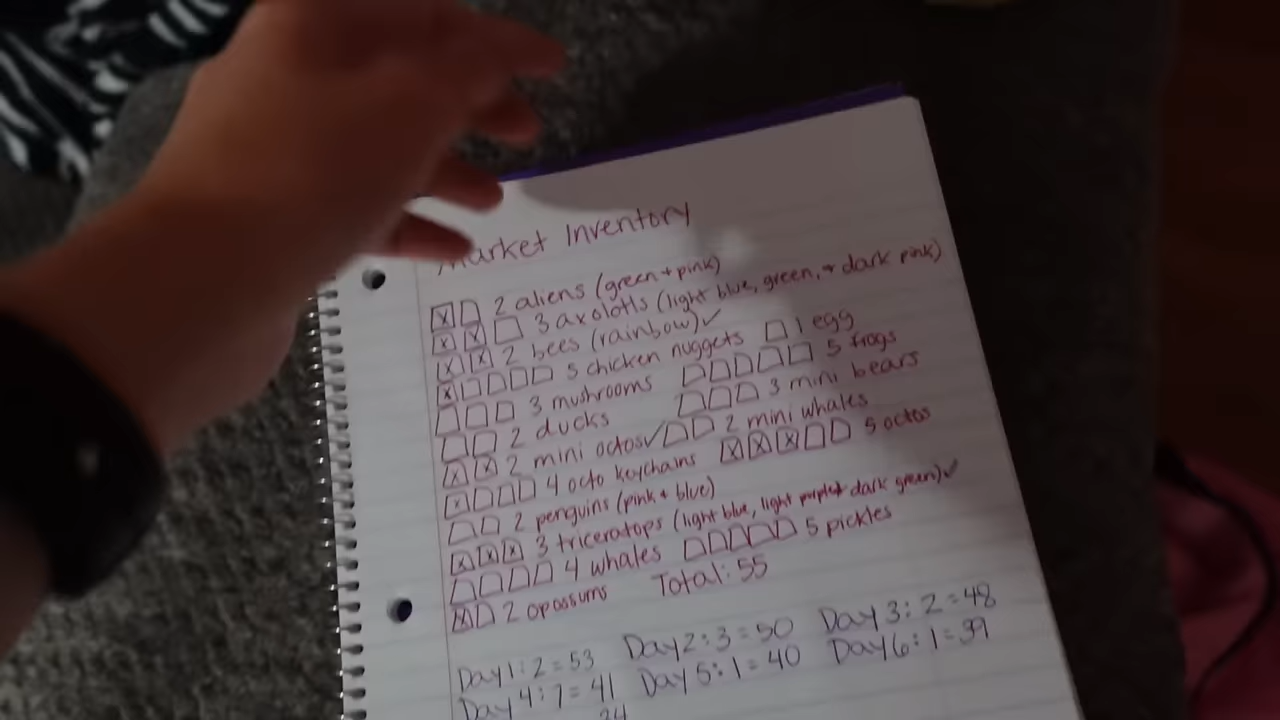 Market Inventory
2 aliens (green + pink)
3 axolotls (light blue, green, + dark pink)
2 bees (rainbow) ✓
5 chicken nuggets 1 egg
3 mushrooms 5 frogs
2 ducks 3 mini bears
2 mini octos ✓ 2 mini whales
4 octo keychains 5 octos
2 penguins (pink + blue)
3 triceratops (light blue, light purple + dark green) ✓
4 whales 5 pickles
2 opossums Total: 55
Day 1: 2 = 53 Day 2: 3 = 50 Day 3: 2 = 48
Day 4: 7 = 41 Day 5: 1 = 40 Day 6: 1 = 39